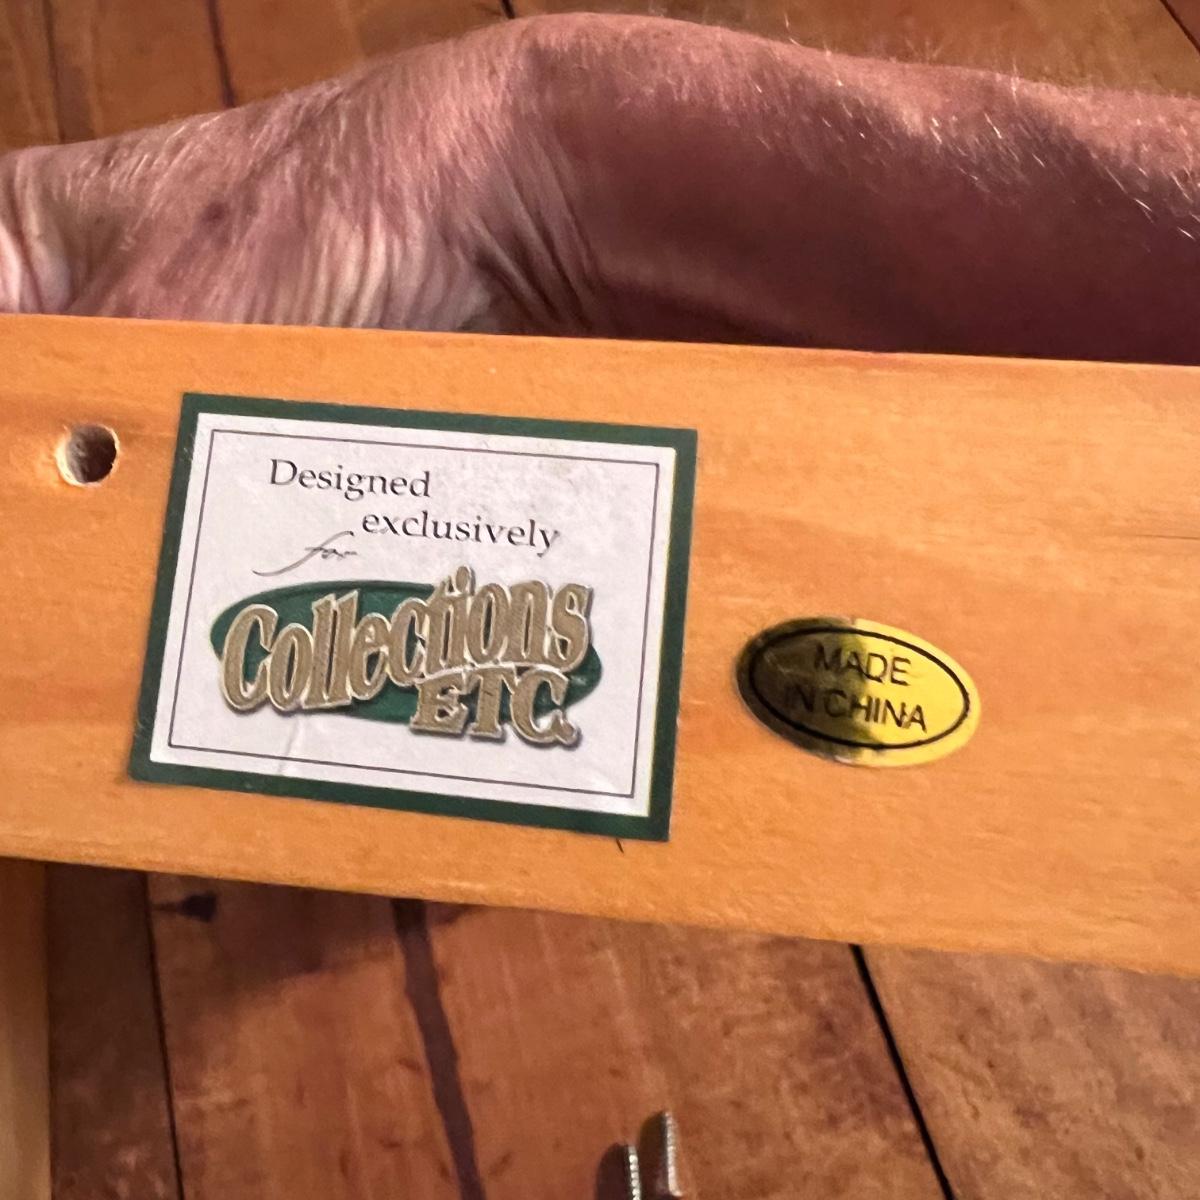 Designed
exclusively
for
Collections
ETC.
MADE
IN CHINA